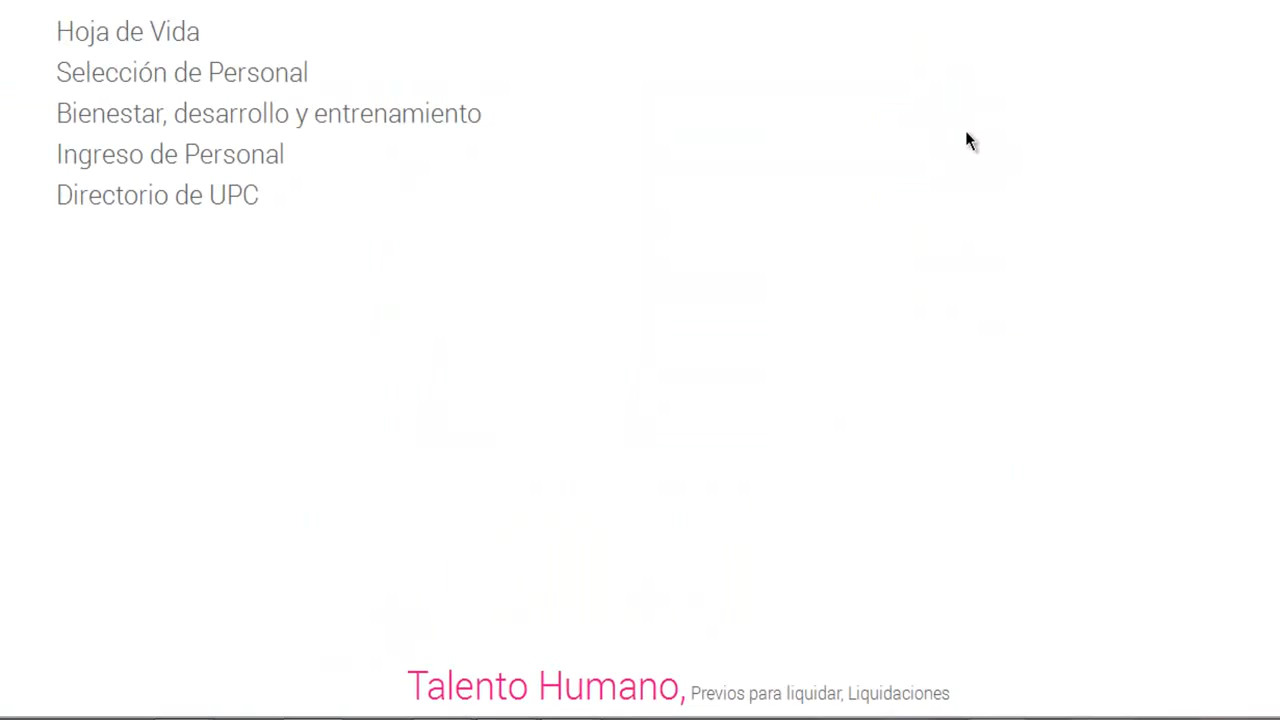 Hoja de Vida
Selección de Personal
Bienestar, desarrollo y entrenamiento
Ingreso de Personal
Directorio de UPC
Talento Humano, Previos para liquidar, Liquidaciones